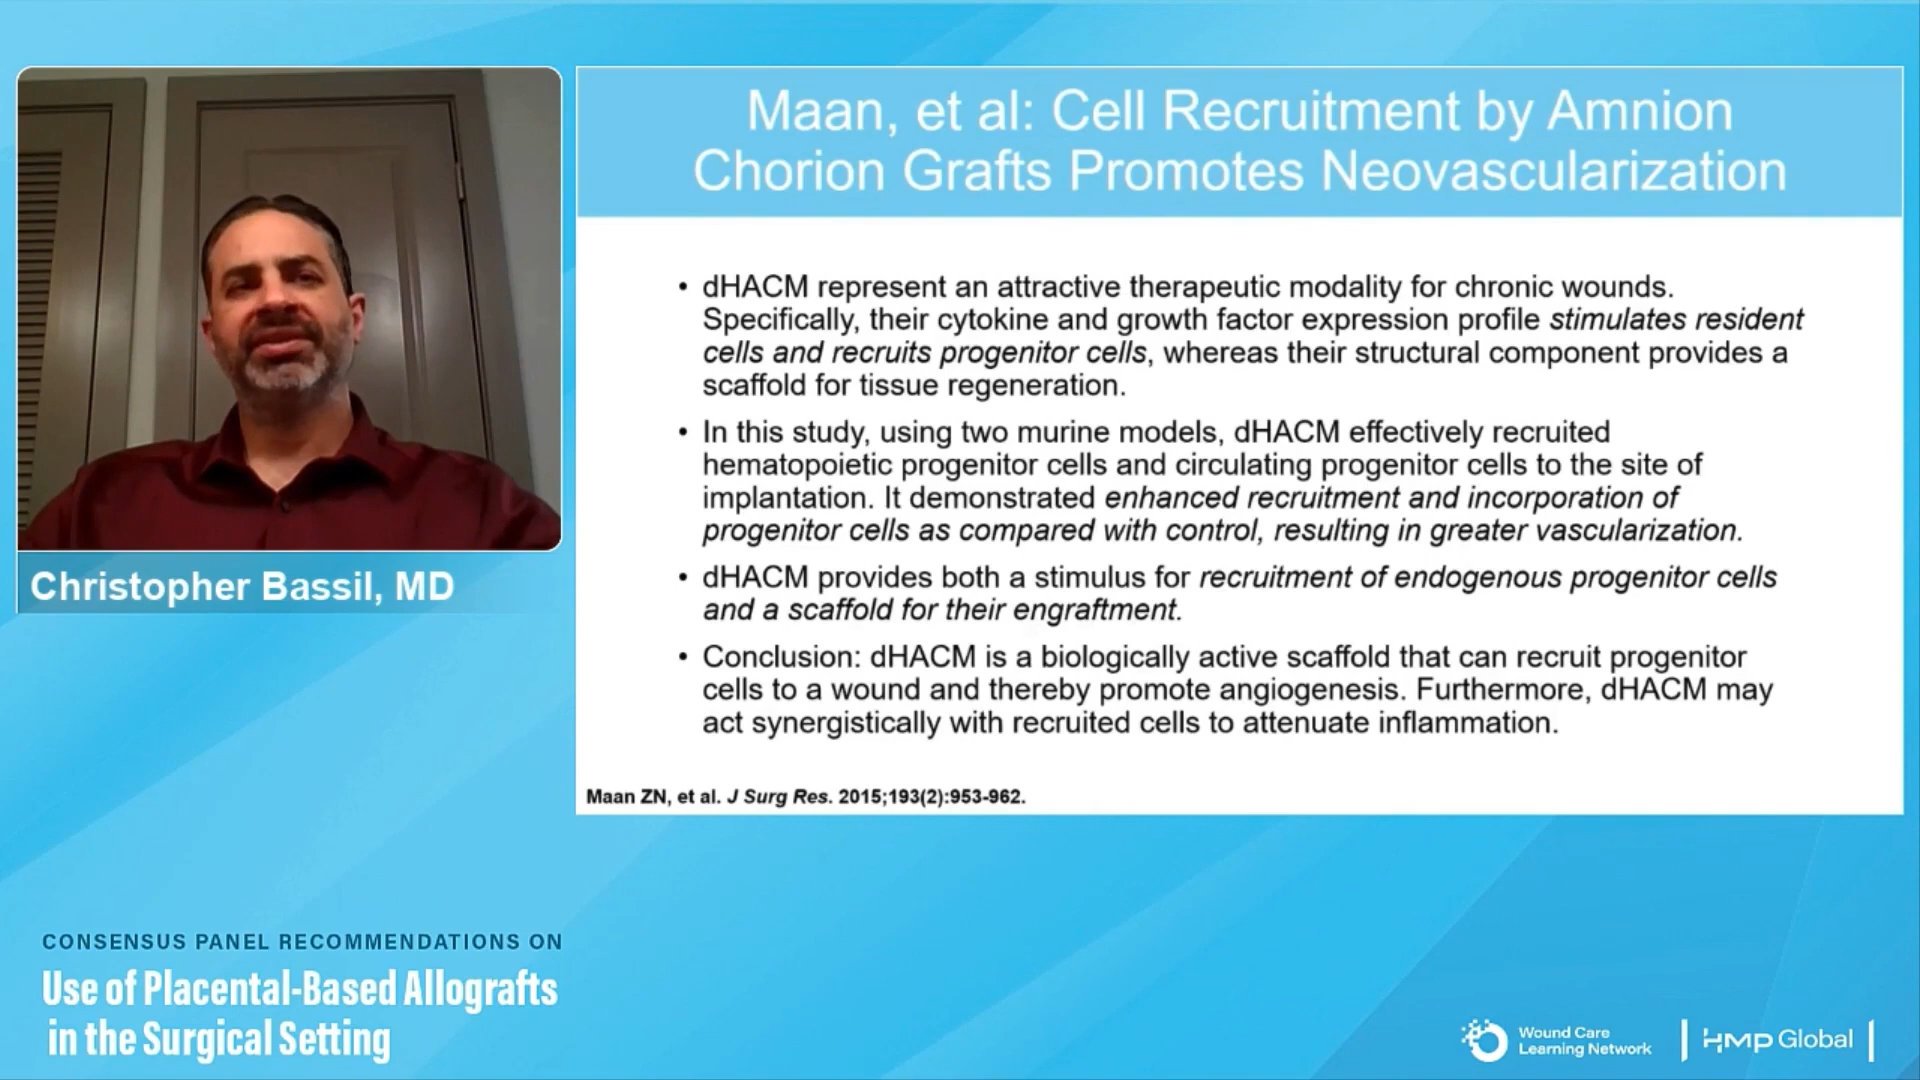 Maan, et al: Cell Recruitment by Amnion
Chorion Grafts Promotes Neovascularization
• dHACM represent an attractive therapeutic modality for chronic wounds.
Specifically, their cytokine and growth factor expression profile stimulates resident
cells and recruits progenitor cells, whereas their structural component provides a
scaffold for tissue regeneration.
• In this study, using two murine models, dHACM effectively recruited
hematopoietic progenitor cells and circulating progenitor cells to the site of
implantation. It demonstrated enhanced recruitment and incorporation of
progenitor cells as compared with control, resulting in greater vascularization.
• dHACM provides both a stimulus for recruitment of endogenous progenitor cells
and a scaffold for their engraftment.
• Conclusion: dHACM is a biologically active scaffold that can recruit progenitor
cells to a wound and thereby promote angiogenesis. Furthermore, dHACM may
act synergistically with recruited cells to attenuate inflammation.
Maan ZN, et al. J Surg Res. 2015;193(2):953-962.
Christopher Bassil, MD
CONSENSUS PANEL RECOMMENDATIONS ON
Use of Placental-Based Allografts
in the Surgical Setting
Wound Care
Learning Network
HMP Global